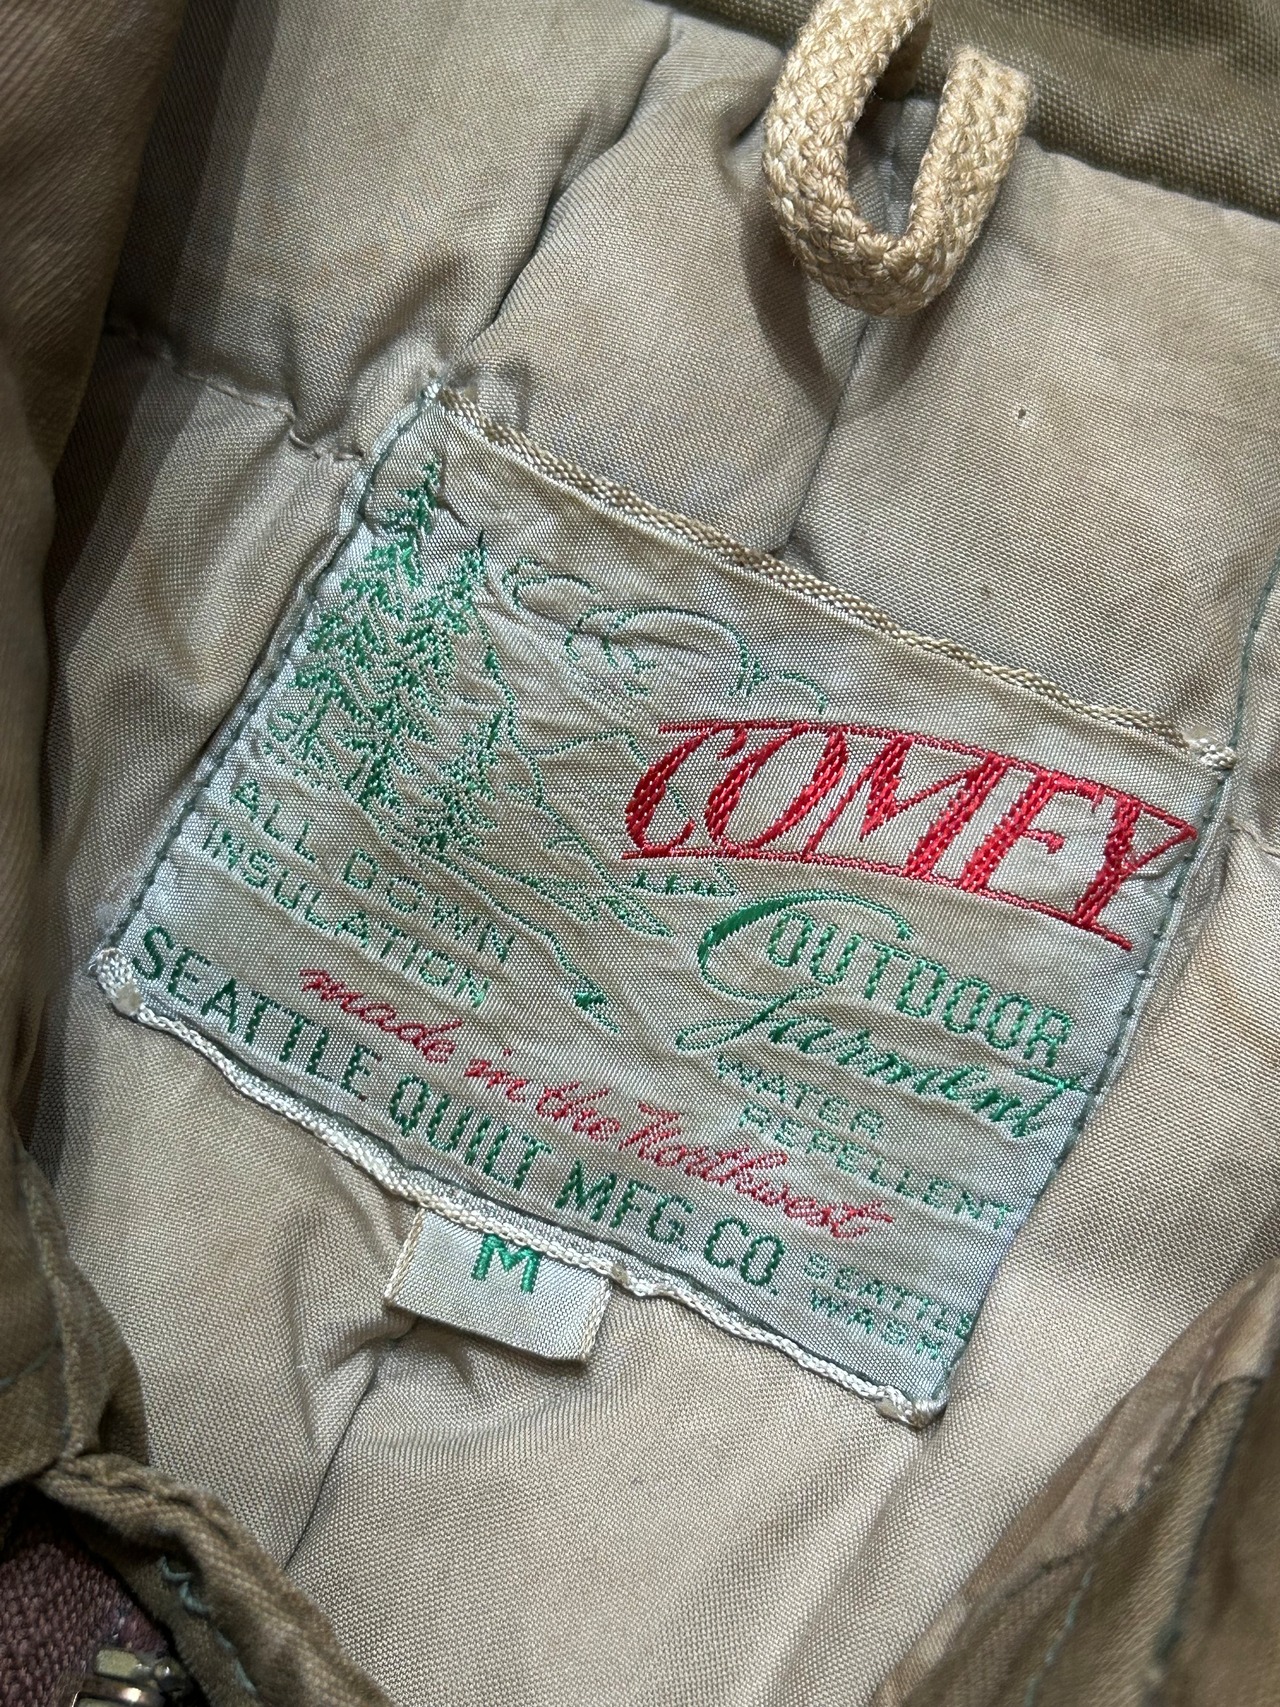 COMFY
OUTDOOR
Garment
WATER
REPELLENT
ALL DOWN
INSULATION
made in the Northwest
SEATTLE QUILT MFG. CO.
SEATTLE
WASH
M